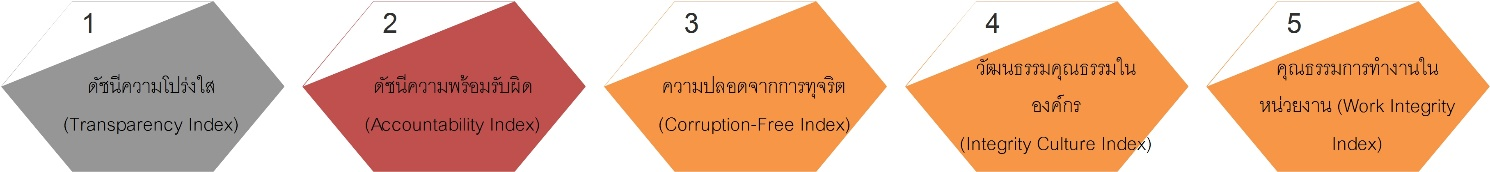 1
ดัชนีความโปร่งใส
(Transparency Index)
2
ดัชนีความพร้อมรับผิด
(Accountability Index)
3
ความปลอดจากการทุจริต
(Corruption-Free Index)
4
วัฒนธรรมคุณธรรมใน
องค์กร
(Integrity Culture Index)
5
คุณธรรมการทำงานใน
หน่วยงาน (Work Integrity
Index)